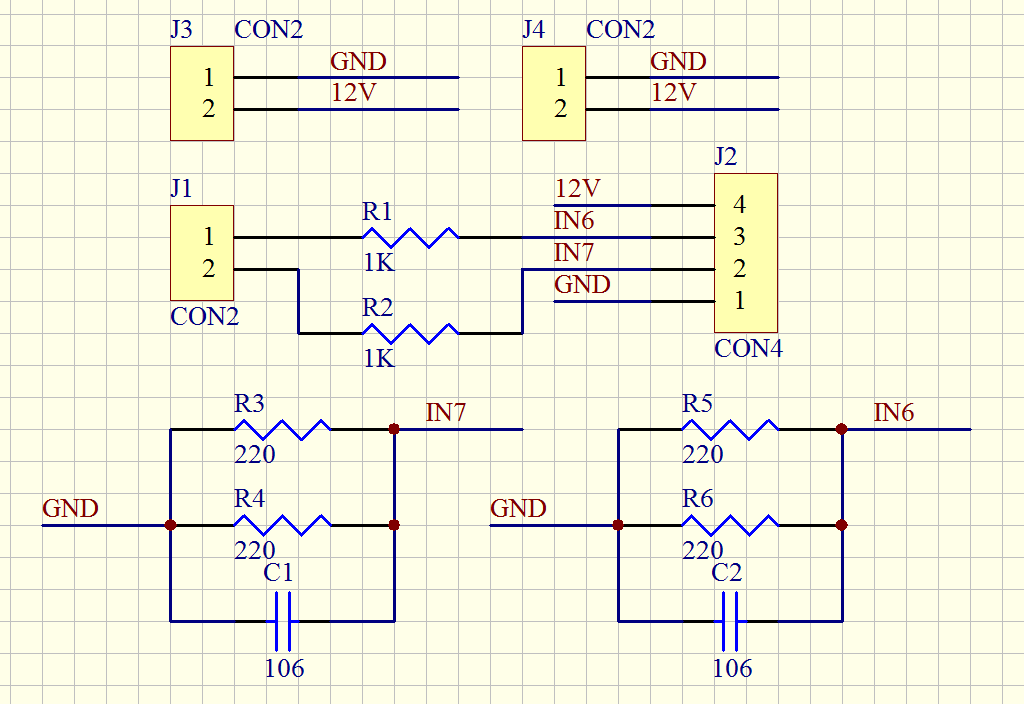 J3 CON2 J4 CON2
1 GND 1 GND
2 12V 2 12V
J2
J1 12V 4
R1 IN6
1 3
1K IN7
2 2
GND 1
CON2 R2
1K CON4
R3 IN7 R5 IN6
220 220
GND R4 GND R6
220 220
C1 C2
106 106